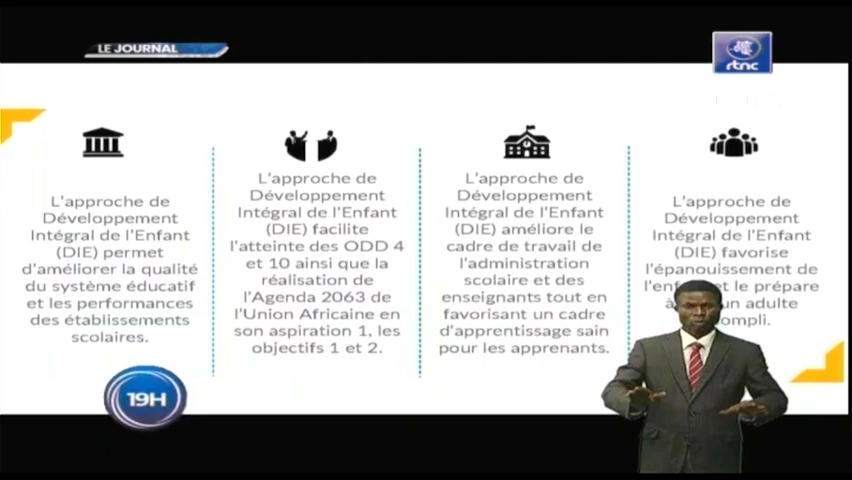 LE JOURNAL
rtnc
L'approche de
Développement
Intégral de l'Enfant
(DIE) permet
d'améliorer la qualité
du système éducatif
et les performances
des établissements
scolaires.
L'approche de
Développement
Intégral de l'Enfant
(DIE) facilite
l'atteinte des ODD 4
et 10 ainsi que la
réalisation de
l'Agenda 2063 de
l'Union Africaine en
son aspiration 1, les
objectifs 1 et 2.
L'approche de
Développement
Intégral de l'Enfant
(DIE) améliore le
cadre de travail de
l'administration
scolaire et des
enseignants tout en
favorisant un cadre
d'apprentissage sain
pour les apprenants.
L'approche de
Développement
Intégral de l'Enfant
(DIE) favorise
l'épanouissement de
et le prépare
un adulte
19H